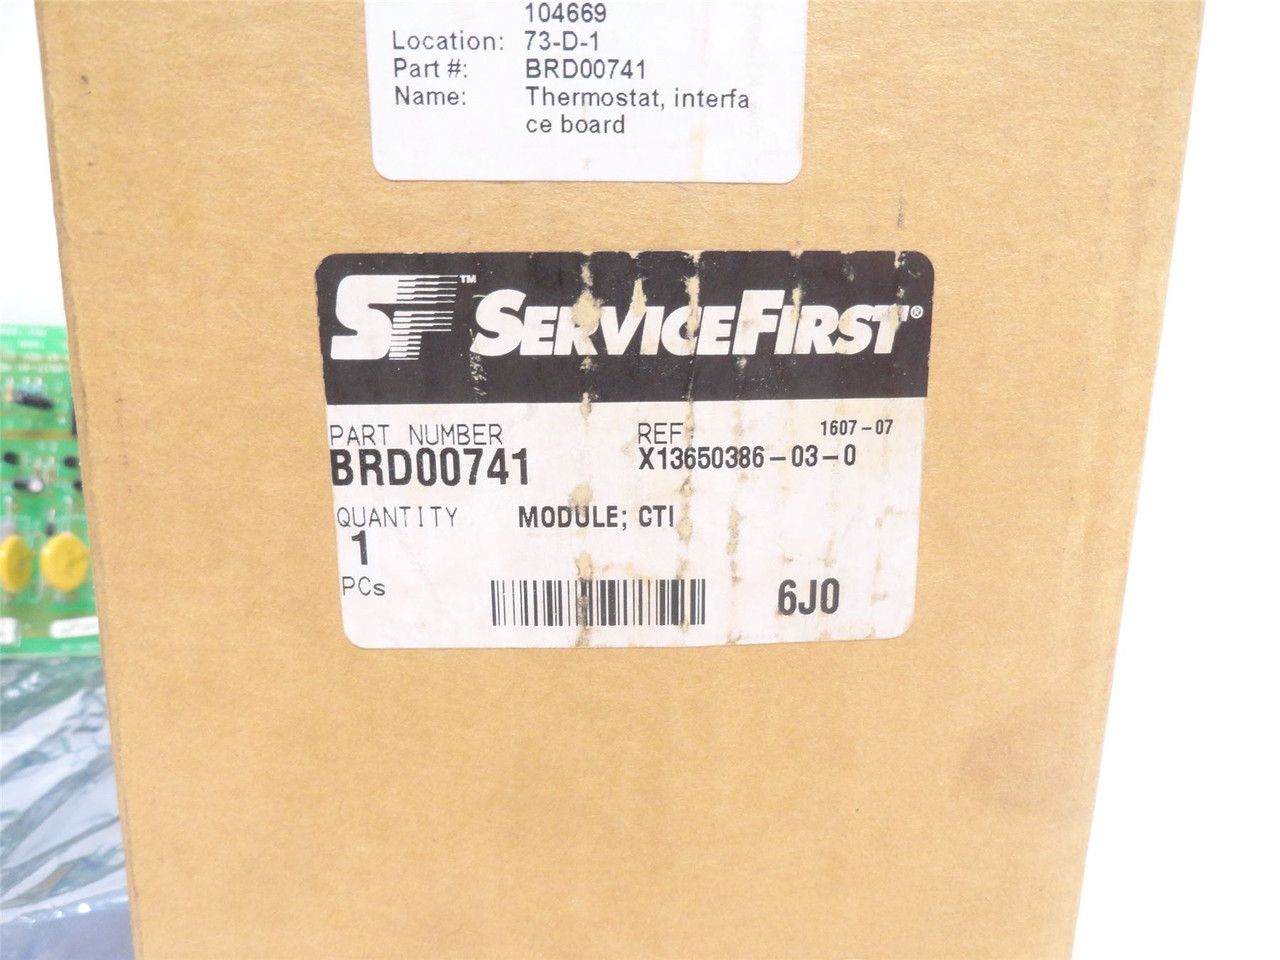 104669
Location: 73-D-1
Part #: BRD00741
Name: Thermostat, interfa
ce board
SF™ SERVICEFIRST®
PART NUMBER REF: 1607-07
BRD00741 X13650386-03-0
QUANTITY MODULE; CTI
1
PCs
6J0